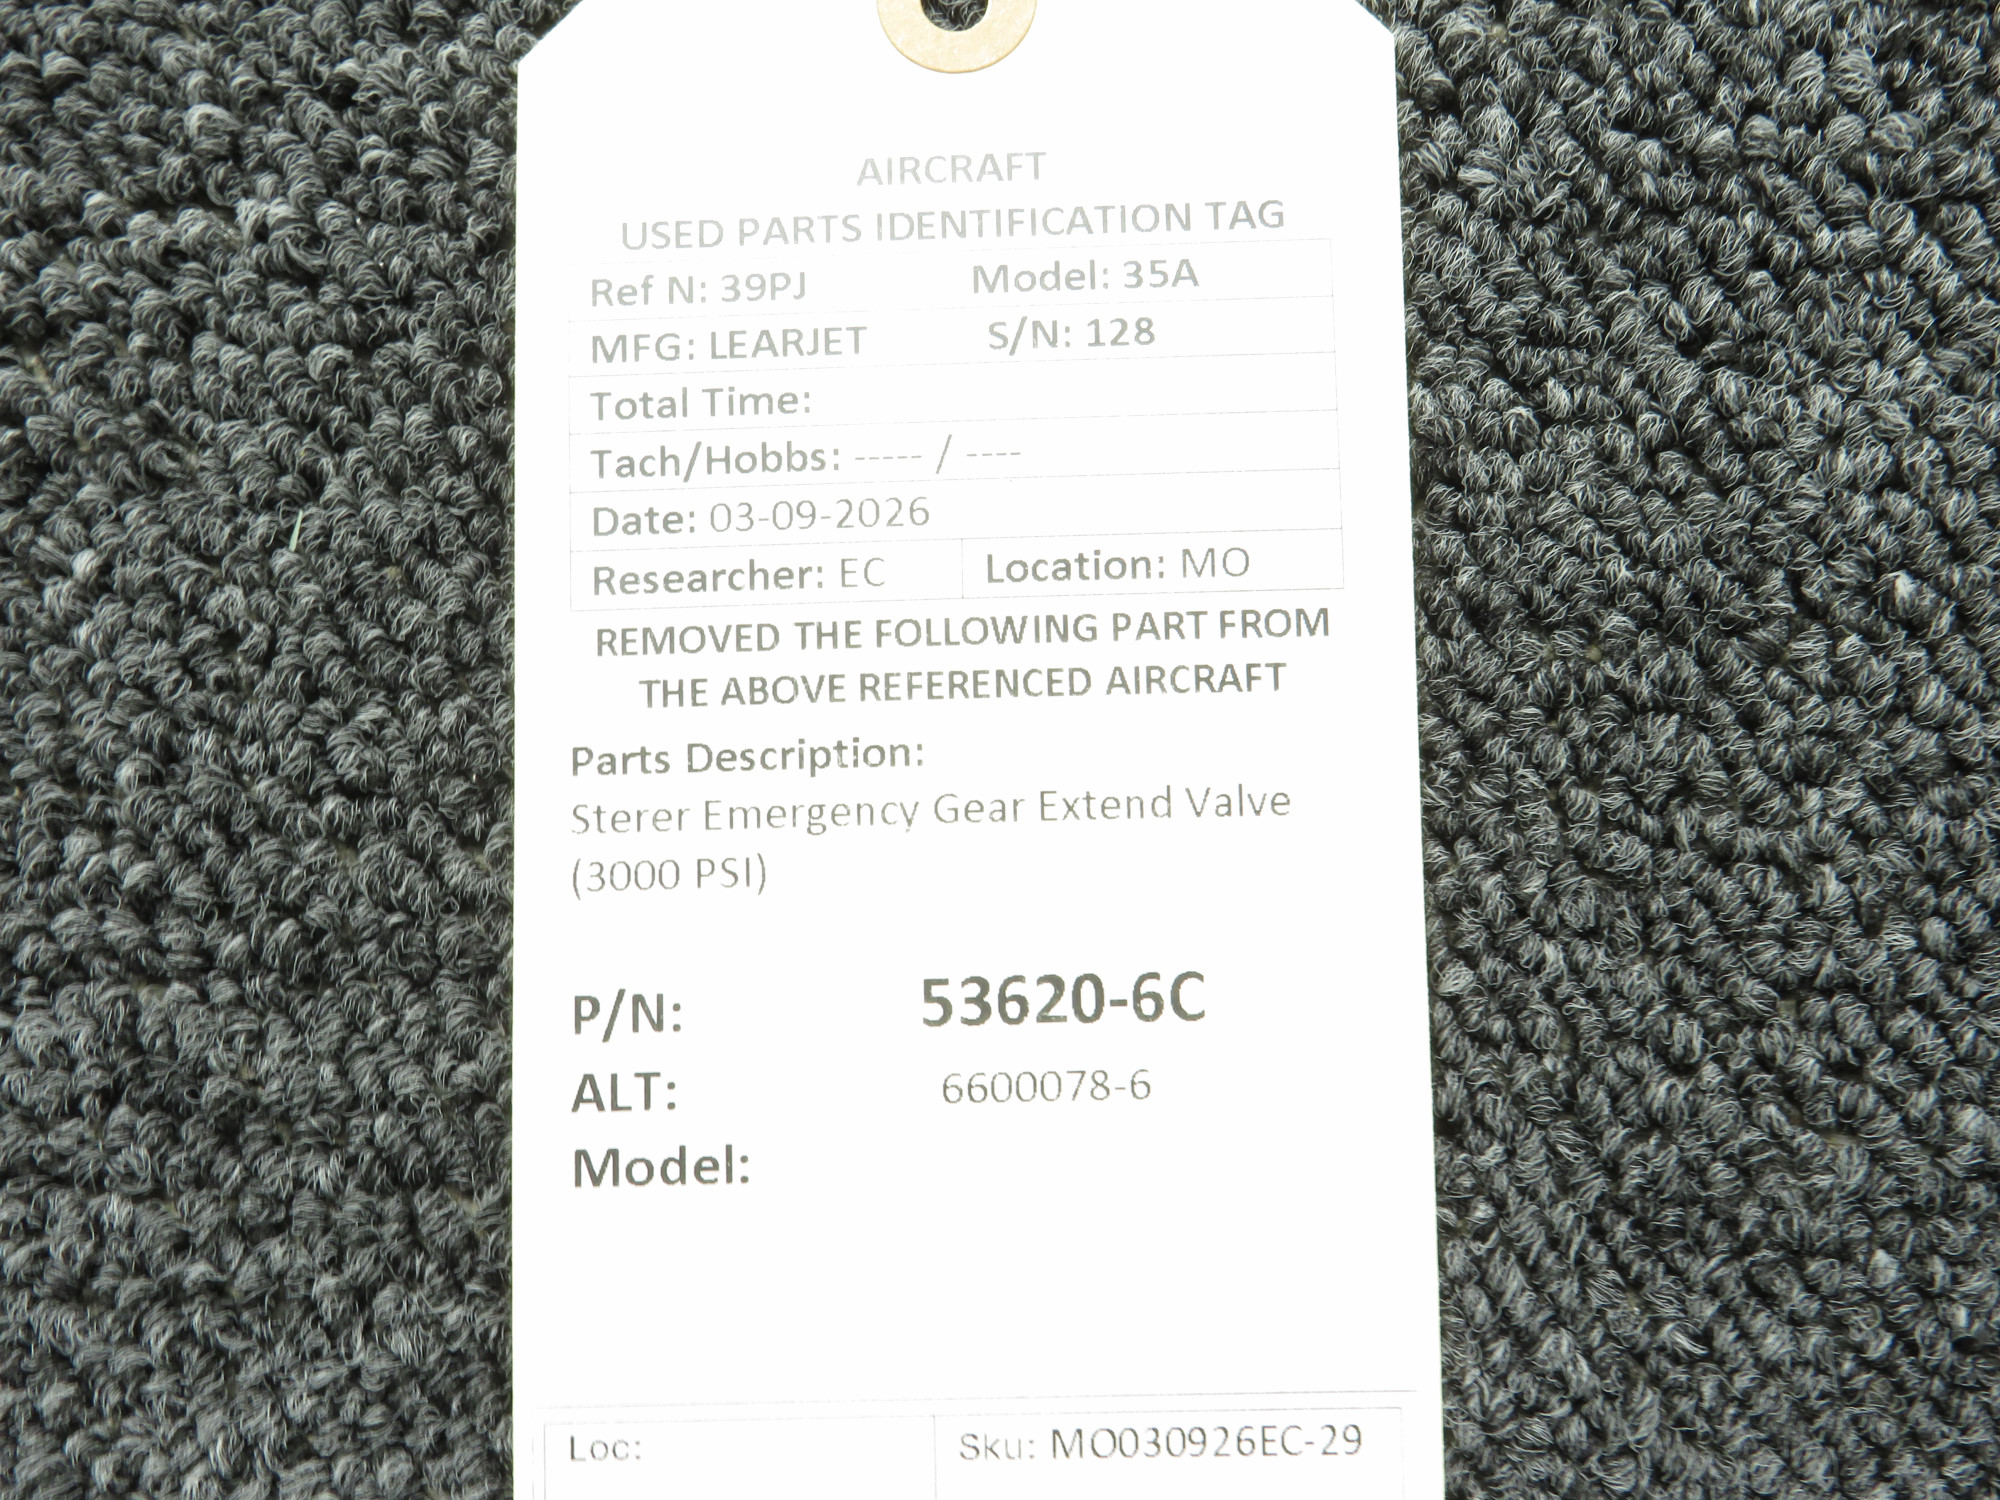 AIRCRAFT
USED PARTS IDENTIFICATION TAG
Ref N: 39PJ Model: 35A
MFG: LEARJET S/N: 128
Total Time:
Tach/Hobbs: ----- / ----
Date: 03-09-2026
Researcher: EC Location: MO
REMOVED THE FOLLOWING PART FROM
THE ABOVE REFERENCED AIRCRAFT
Parts Description:
Sterer Emergency Gear Extend Valve
(3000 PSI)
P/N: 53620-6C
ALT: 6600078-6
Model:
Loc: Sku: MO030926EC-29